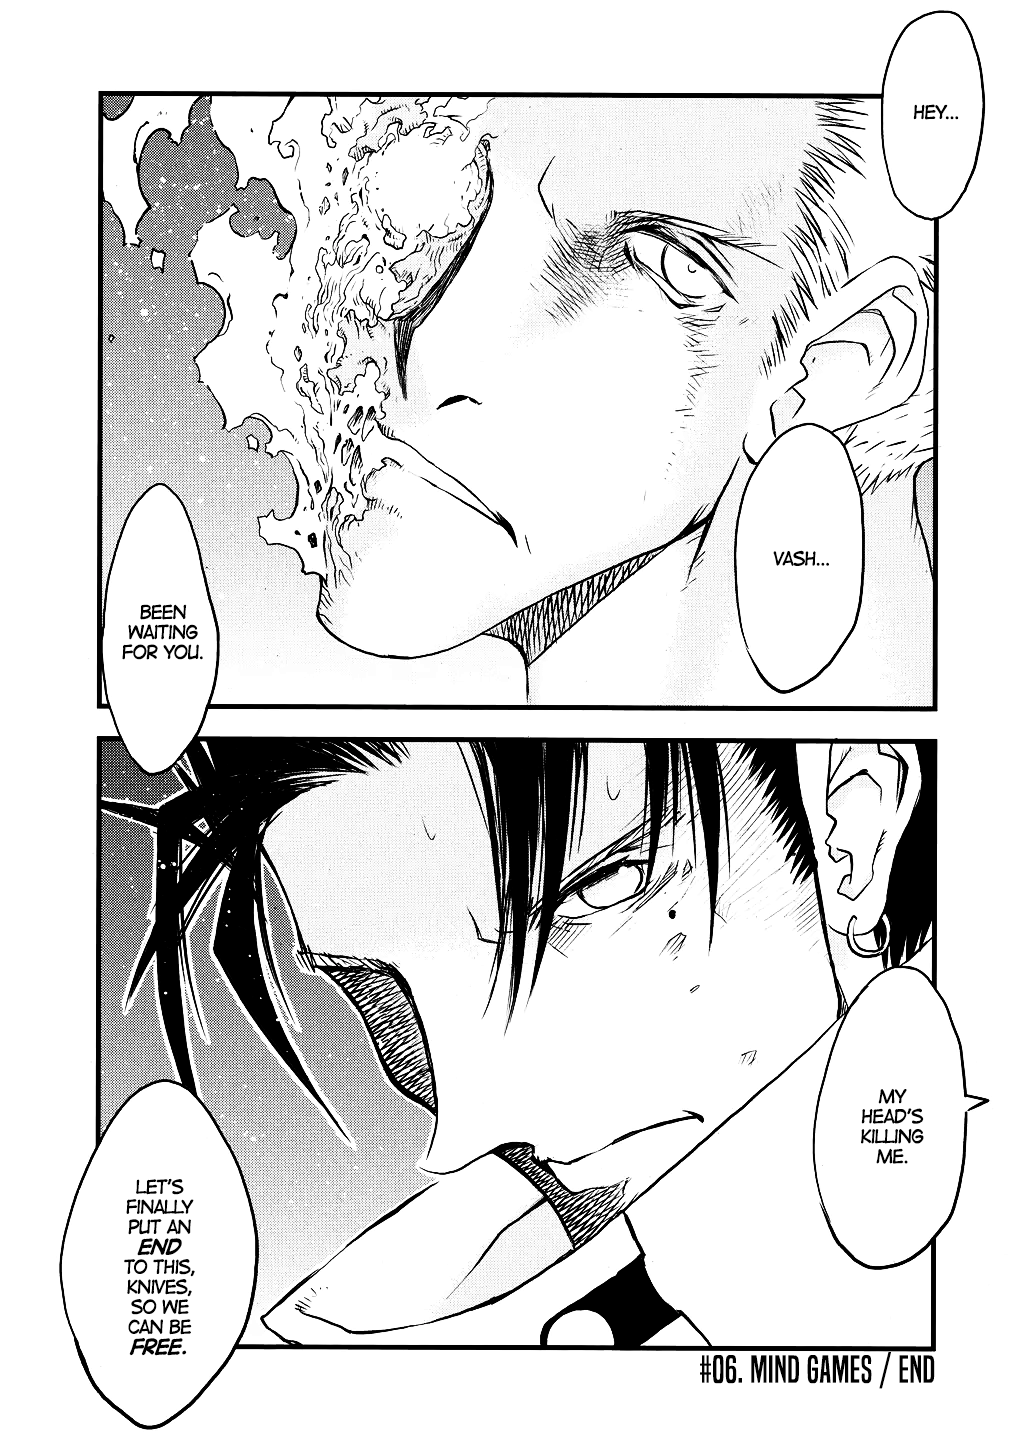 HEY...
VASH...
BEEN
WAITING
FOR YOU.
MY
HEAD'S
KILLING
ME.
LET'S
FINALLY
PUT AN
END
TO THIS,
KNIVES,
SO WE
CAN BE
FREE.
#06. MIND GAMES / END